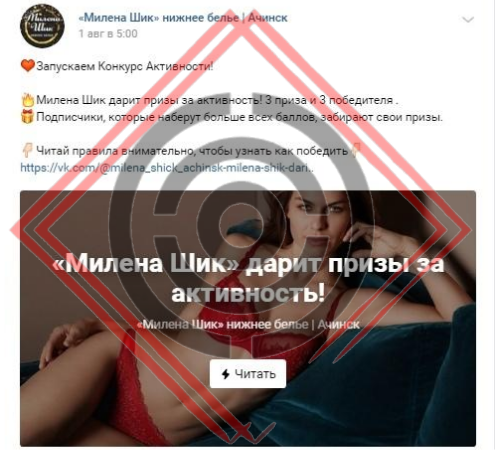 «Милена Шик» нижнее белье | Ачинск
1 авг в 5:00
Запускаем Конкурс Активности!
Милена Шик дарит призы за активность! 3 приза и 3 победителя .
Подписчики, которые наберут больше всех баллов, забирают свои призы.
Читай правила внимательно, чтобы узнать как победить
https://vk.com/@milena_shick_achinsk-milena-shik-dari..
«Милена Шик» дарит призы за
активность!
«Милена Шик» нижнее белье | Ачинск
Читать